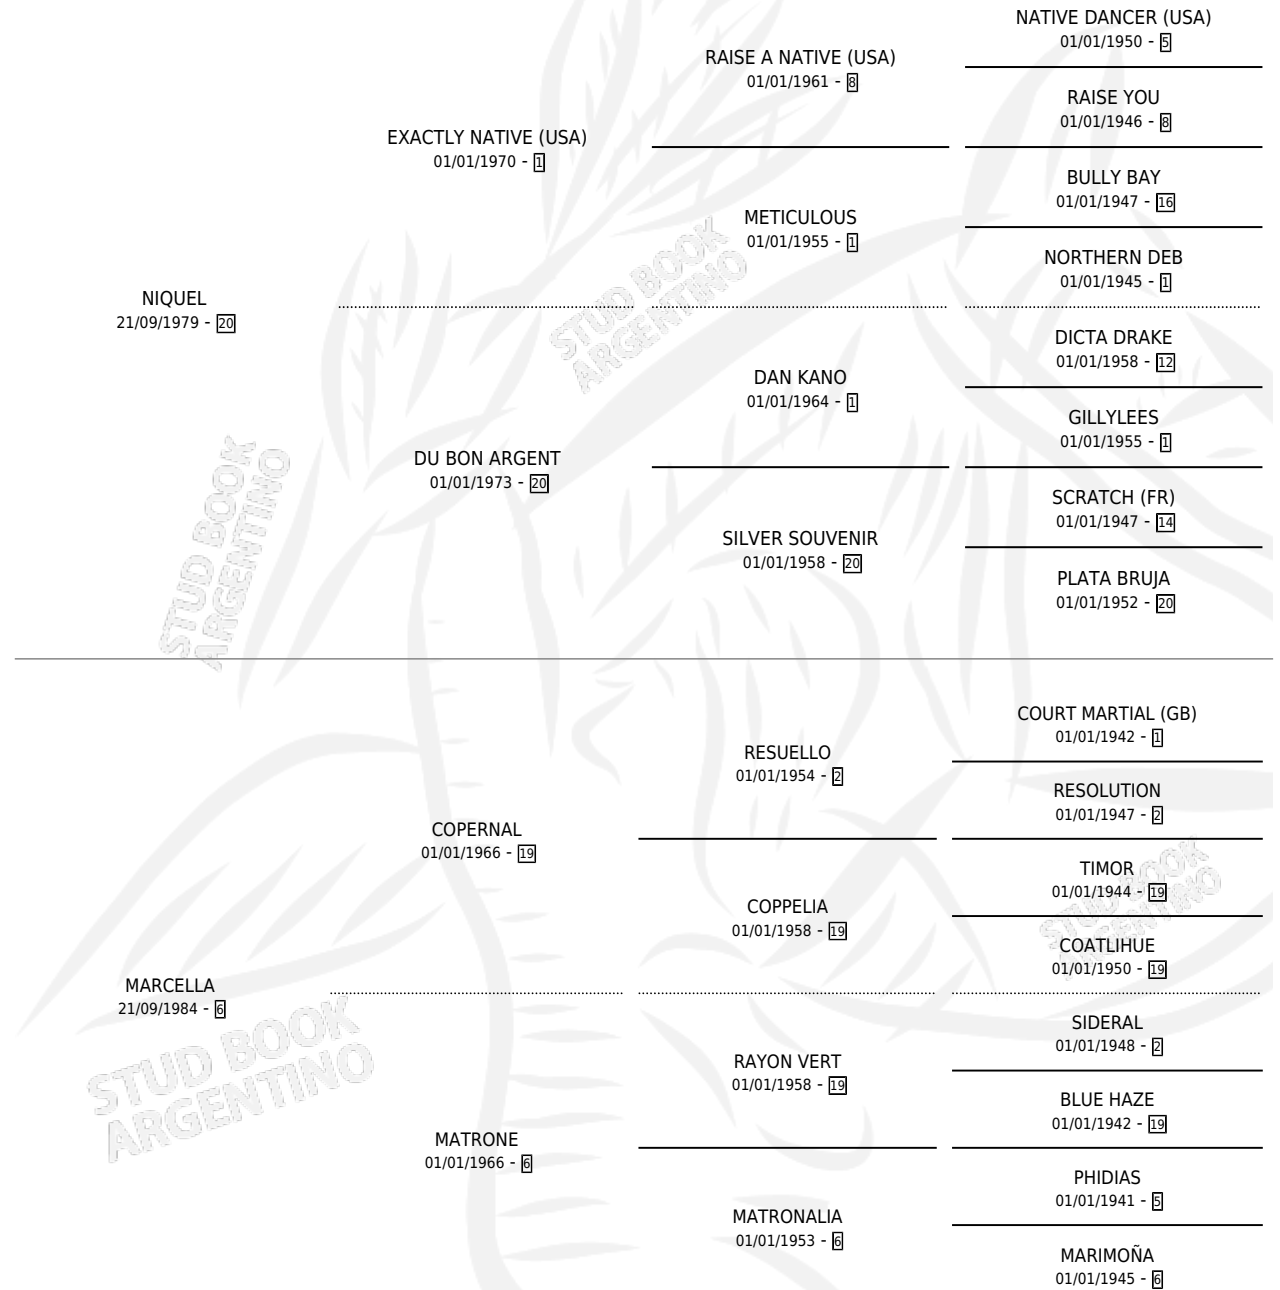 NATIVE DANCER (USA)
01/01/1950 - 5
RAISE A NATIVE (USA)
01/01/1961 - 8
RAISE YOU
01/01/1946 - 8
EXACTLY NATIVE (USA)
01/01/1970 - 1
BULLY BAY
01/01/1947 - 16
METICULOUS
01/01/1955 - 1
NORTHERN DEB
01/01/1945 - 1
NIQUEL
21/09/1979 - 20
DICTA DRAKE
01/01/1958 - 12
DAN KANO
01/01/1964 - 1
GILLYLEES
01/01/1955 - 1
DU BON ARGENT
01/01/1973 - 20
SCRATCH (FR)
01/01/1947 - 14
SILVER SOUVENIR
01/01/1958 - 20
PLATA BRUJA
01/01/1952 - 20
STUD BOOK
ARGENTINO
STUD BOOK
ARGENTINO
COURT MARTIAL (GB)
01/01/1942 - 1
RESUELLO
01/01/1954 - 2
RESOLUTION
01/01/1947 - 2
COPERNAL
01/01/1966 - 19
TIMOR
01/01/1944 - 19
COPPELIA
01/01/1958 - 19
COATLIHUE
01/01/1950 - 19
MARCELLA
21/09/1984 - 6
SIDERAL
01/01/1948 - 2
RAYON VERT
01/01/1958 - 19
BLUE HAZE
01/01/1942 - 19
MATRONE
01/01/1966 - 6
PHIDIAS
01/01/1941 - 5
MATRONALIA
01/01/1953 - 6
MARIMOÑA
01/01/1945 - 6
STUD BOOK
ARGENTINO
STUD BOOK
ARGENTINO